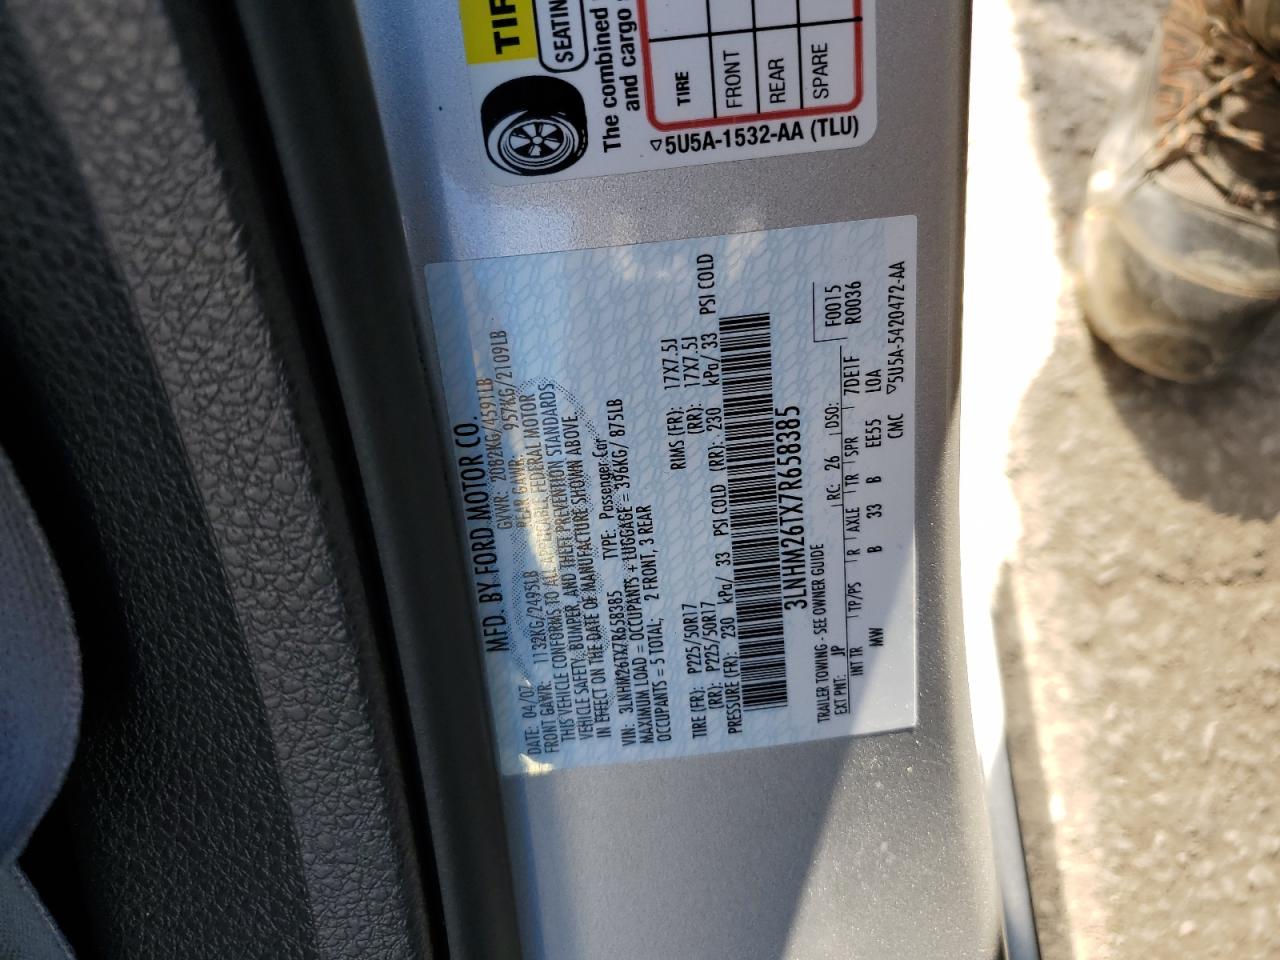 TIR
SEATIN
The combined
and cargo
TIRE
FRONT
REAR
SPARE
5U5A-1532-AA (TLU)
MFD. BY FORD MOTOR CO.
DATE: 04/07 GVWR: 2082KG/4591LB
FRONT GAWR: 1132KG/2495LB REAR GAWR: 957KG/2109LB
THIS VEHICLE CONFORMS TO ALL APPLICABLE FEDERAL MOTOR
VEHICLE SAFETY, BUMPER, AND THEFT PREVENTION STANDARDS
IN EFFECT ON THE DATE OF MANUFACTURE SHOWN ABOVE.
VIN: 3LNHM26TX7R658385 TYPE: Passenger Car
MAXIMUM LOAD = OCCUPANTS + LUGGAGE = 396KG/ 875LB
OCCUPANTS = 5 TOTAL; 2 FRONT, 3 REAR
TIRE (FR): P225/50R17 RIMS (FR): 17X7.5J
(RR): P225/50R17 (RR): 17X7.5J
PRESSURE (FR): 230 kPa/ 33 PSI COLD (RR): 230 kPa/ 33 PSI COLD
3LNHM26TX7R658385
TRAILER TOWING - SEE OWNER GUIDE
EXT PNT: JP RC: 26 DSO: F0015
INT TR TP/PS R AXLE TR SPR 7DE1F R0036
MW B 33 B EE55 LOA
CMC 5U5A-5420472-AA